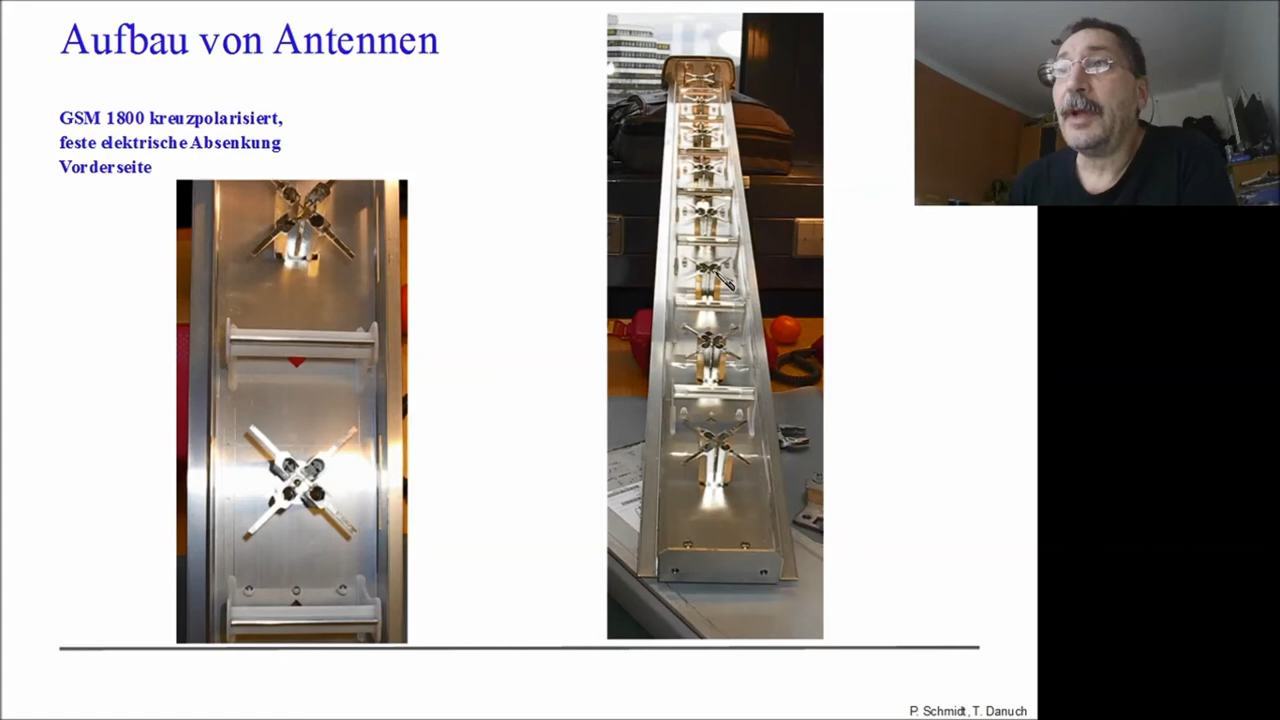 Aufbau von Antennen
GSM 1800 kreuzpolarisiert,
feste elektrische Absenkung
Vorderseite
P. Schmidt, T. Danuch